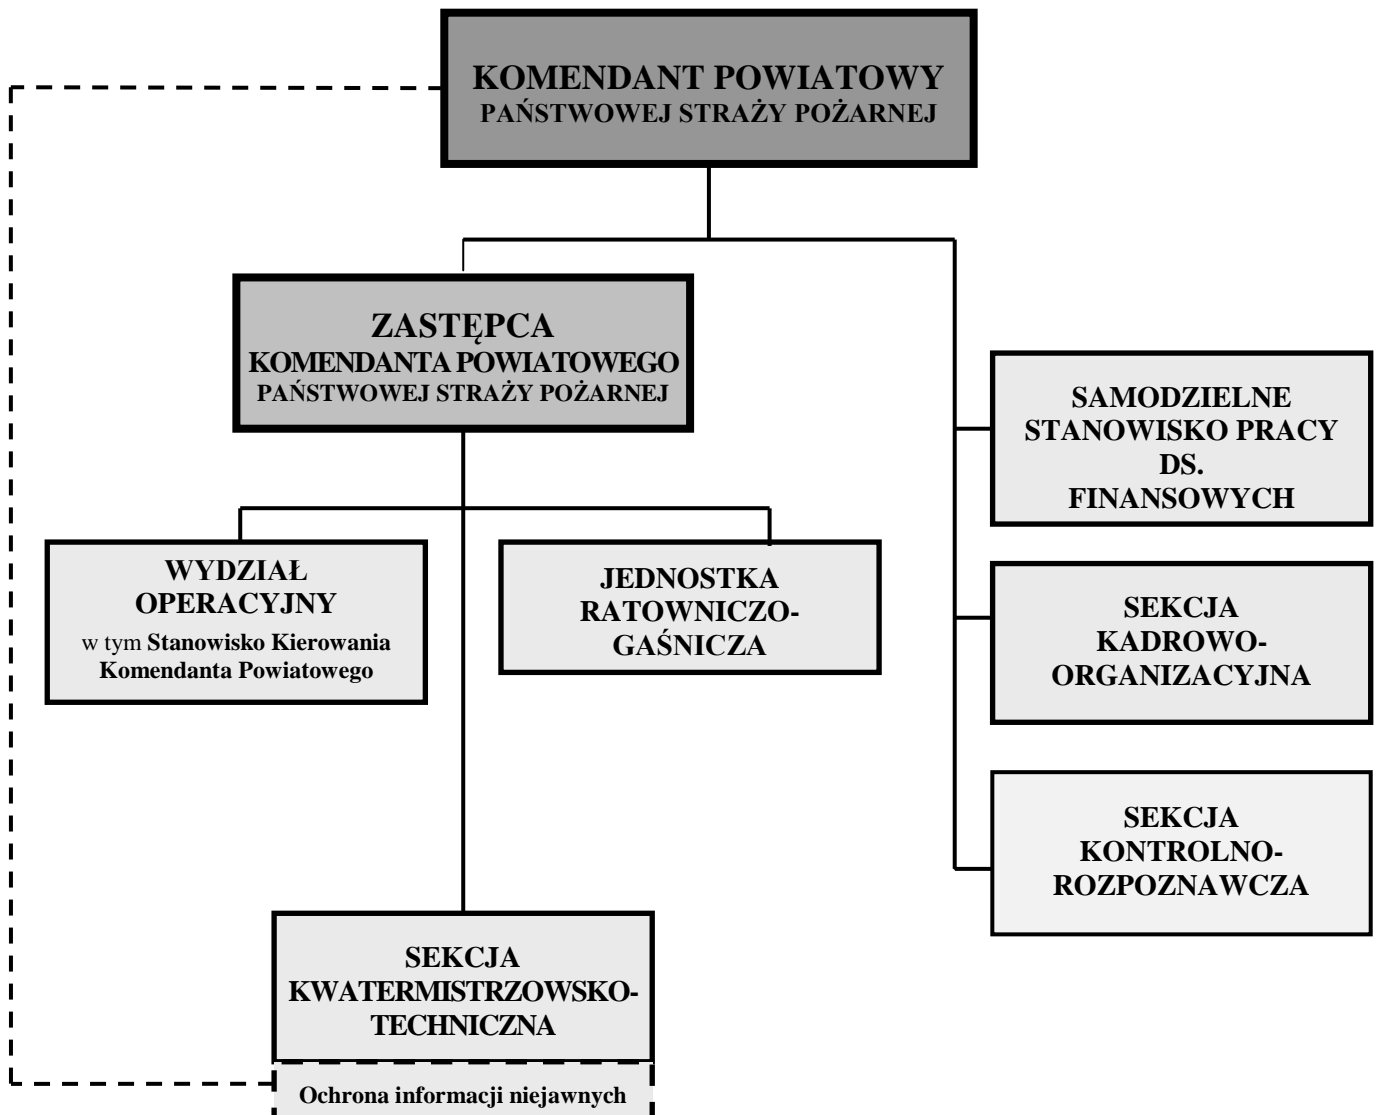 KOMENDANT POWIATOWY
PAŃSTWOWEJ STRAŻY POŻARNEJ
ZASTĘPCA
KOMENDANTA POWIATOWEGO
PAŃSTWOWEJ STRAŻY POŻARNEJ
SAMODZIELNE
STANOWISKO PRACY
DS.
FINANSOWYCH
WYDZIAŁ
OPERACYJNY
w tym Stanowisko Kierowania
Komendanta Powiatowego
JEDNOSTKA
RATOWNICZO-
GAŚNICZA
SEKCJA
KADROWO-
ORGANIZACYJNA
SEKCJA
KONTROLNO-
ROZPOZNAWCZA
SEKCJA
KWATERMISTRZOWSKO-
TECHNICZNA
Ochrona informacji niejawnych